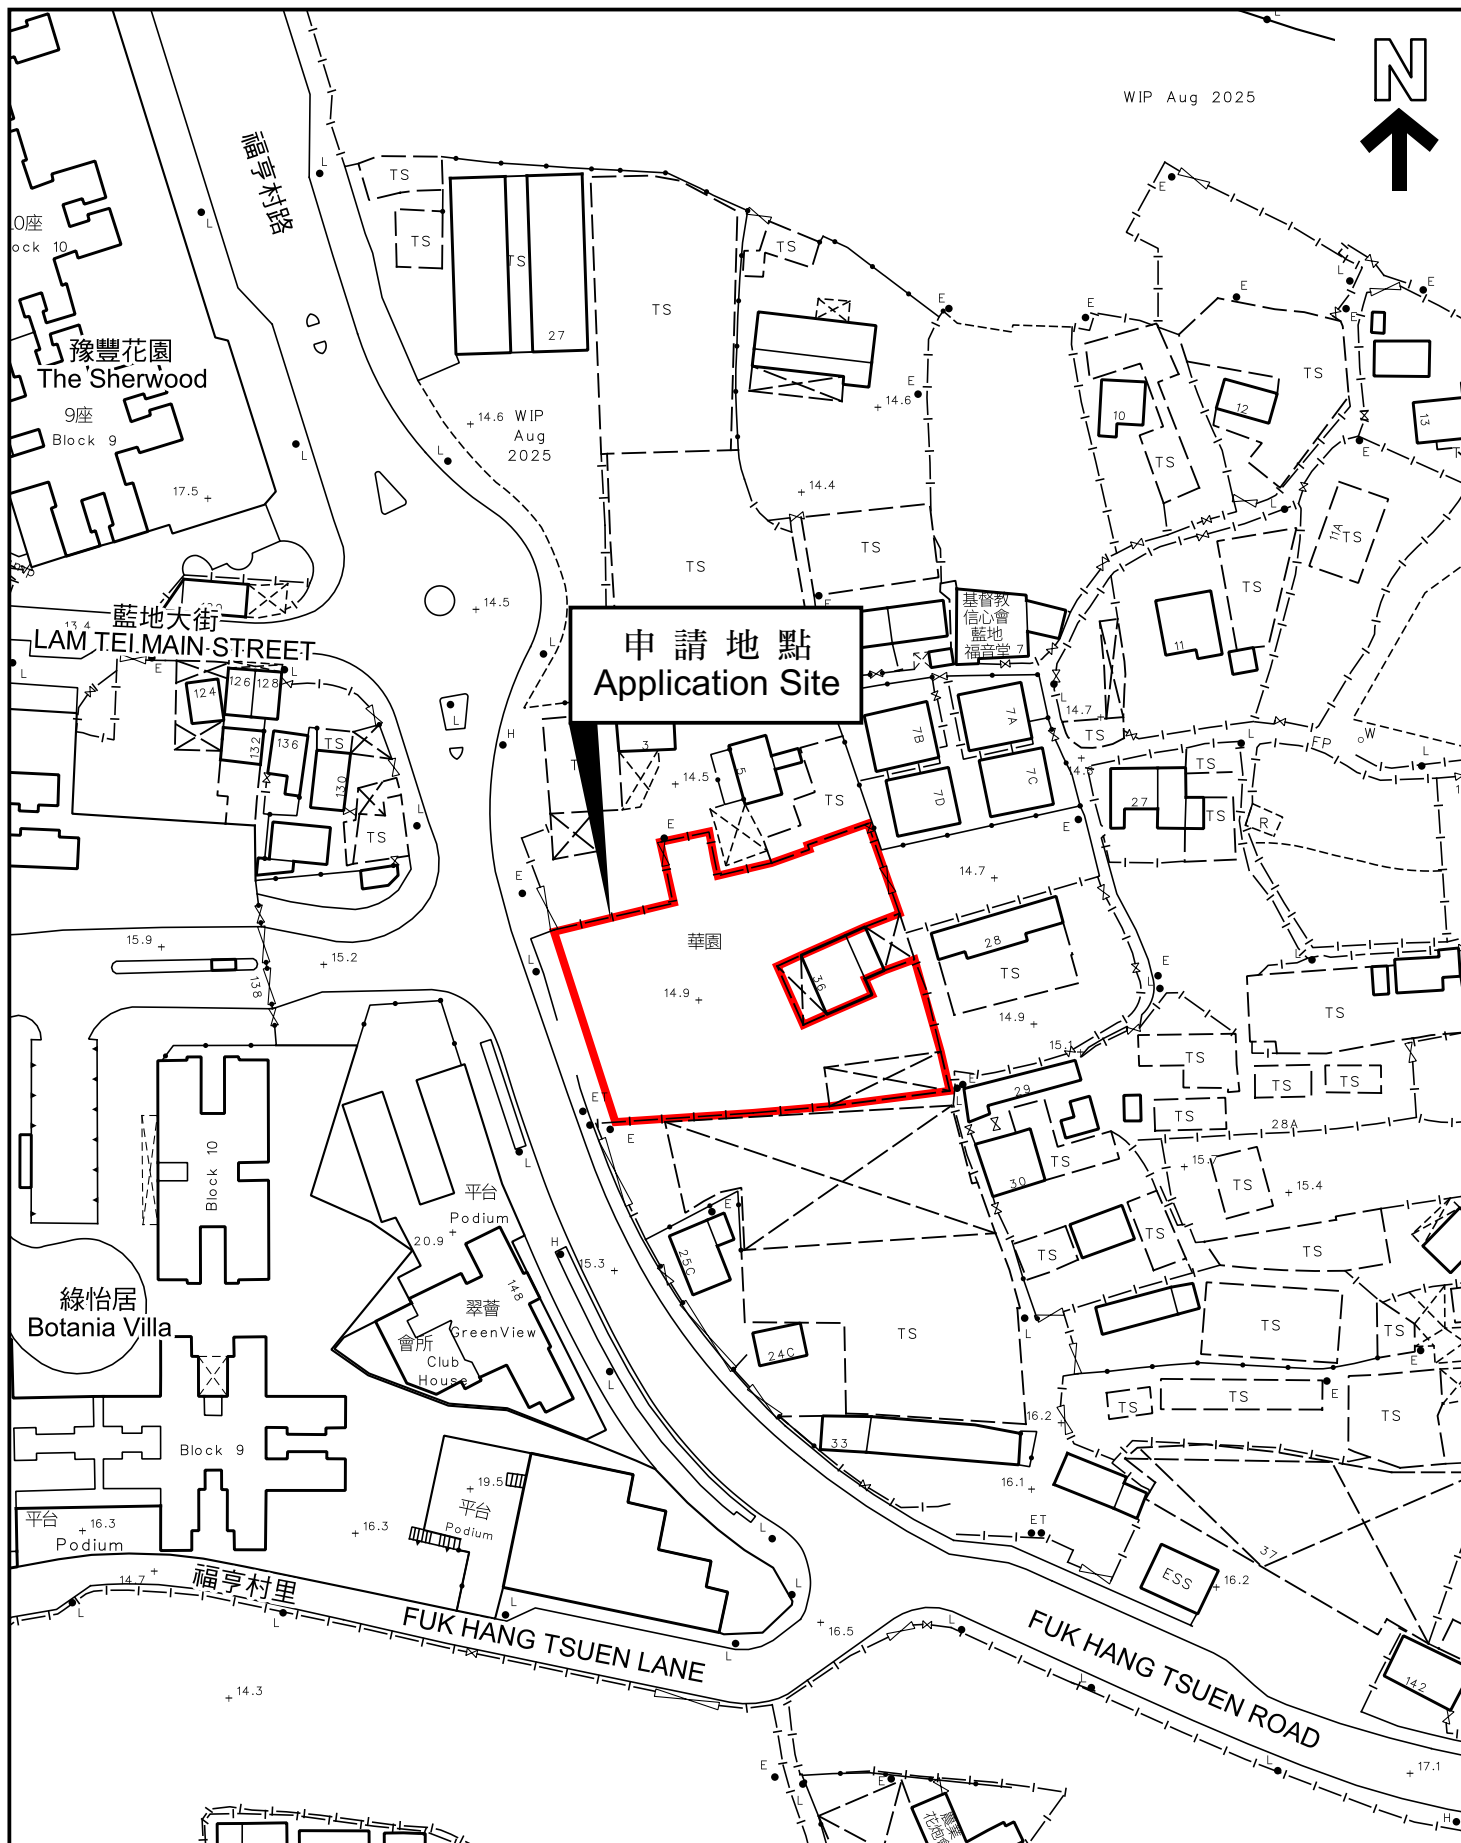 N
WIP Aug 2025
福亨村路
L
TS
TS
TS
27
TS
TS
10座
ock 10
豫豐花園
The Sherwood
9座
Block 9
17.5
14.6
WIP
Aug
2025
14.6
14.4
10
12
13
TS
TS
TS
TS
TS
11A
TS
14.5
13.4
藍地大街
LAM TEI MAIN STREET
申請地點
Application Site
基督教
信心會
藍地
福音堂 7
11
124
126
128
132
136
130
TS
TS
3
5
14.5
TS
7A
7B
7C
7D
14.7
TS
FP
W
27
TS
TS
R
14.7
15.9
15.2
138
華園
14.9
36
28
TS
14.9
15.1
TS
TS
TS
TS
TS
29
28A
30
TS
15.7
15.4
TS
TS
TS
TS
Block 10
平台
Podium
20.9
148
翠薈
GreenView
會所
Club
House
綠怡居
Botania Villa
15.3
25C
24C
TS
TS
TS
TS
TS
TS
Block 9
平台
Podium
16.3
16.3
19.5
平台
Podium
33
16.2
16.1
ET
ESS
16.2
37
14.7
福亨村里
FUK HANG TSUEN LANE
16.5
FUK HANG TSUEN ROAD
142
14.3
17.1